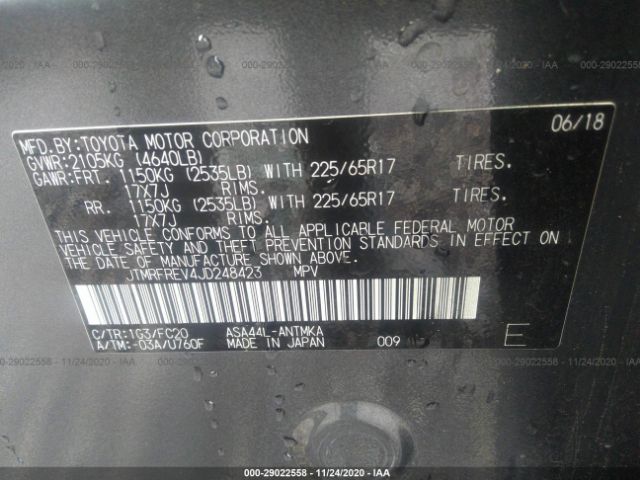 000-29022558 - 11/24/2020 - IAA
MFD.BY:TOYOTA MOTOR CORPORATION 06/18
GVWR:2105KG (4640LB)
GAWR:FRT. 1150KG (2535LB) WITH 225/65R17 TIRES.
17X7J RIMS.
RR. 1150KG (2535LB) WITH 225/65R17 TIRES.
17X7J RIMS.
THIS VEHICLE CONFORMS TO ALL APPLICABLE FEDERAL MOTOR
VEHICLE SAFETY AND THEFT PREVENTION STANDARDS IN EFFECT ON
THE DATE OF MANUFACTURE SHOWN ABOVE.
JTMRFREV4JD248423 MPV
C/TR:1G3/FC20 ASA44L-ANTMKA
A/TM:-03A/U760F MADE IN JAPAN 009 E
000-29022558 - 11/24/2020 - IAA